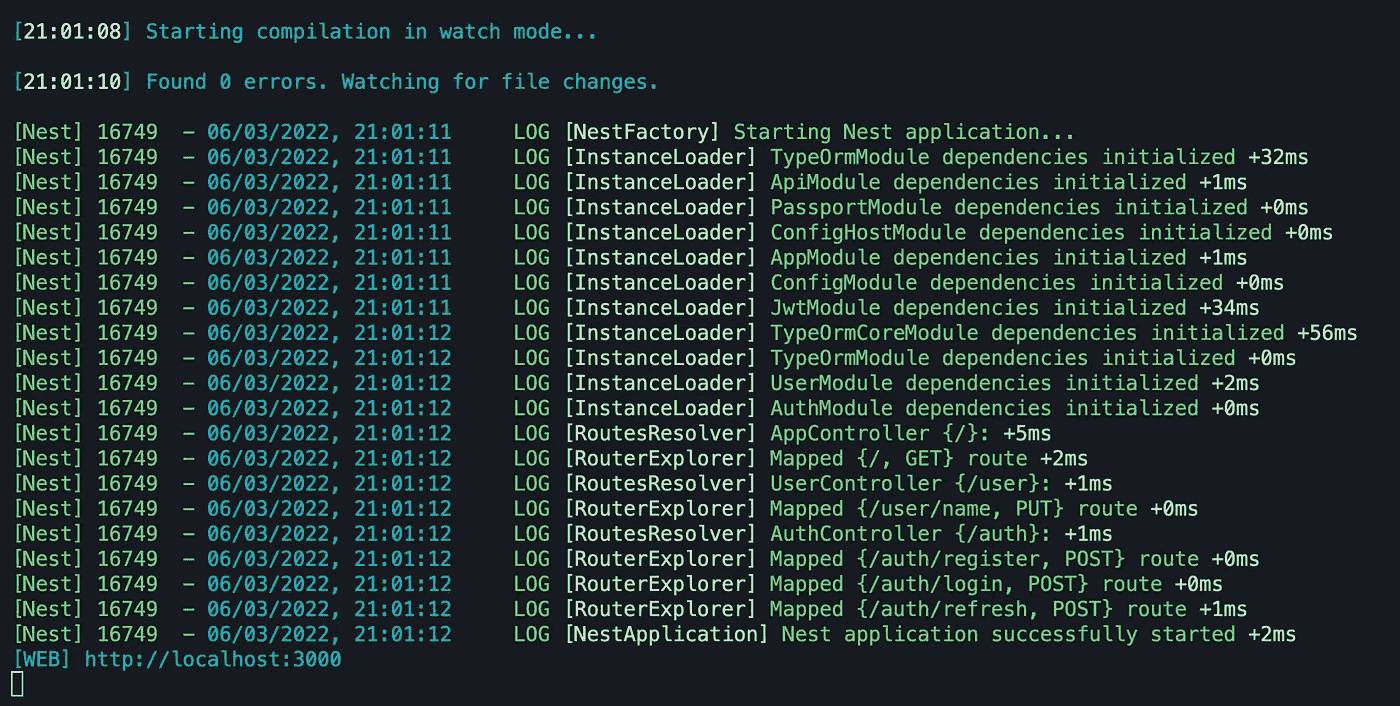 [21:01:08] Starting compilation in watch mode...
[21:01:10] Found 0 errors. Watching for file changes.
[Nest] 16749  - 06/03/2022, 21:01:11     LOG [NestFactory] Starting Nest application...
[Nest] 16749  - 06/03/2022, 21:01:11     LOG [InstanceLoader] TypeOrmModule dependencies initialized +32ms
[Nest] 16749  - 06/03/2022, 21:01:11     LOG [InstanceLoader] ApiModule dependencies initialized +1ms
[Nest] 16749  - 06/03/2022, 21:01:11     LOG [InstanceLoader] PassportModule dependencies initialized +0ms
[Nest] 16749  - 06/03/2022, 21:01:11     LOG [InstanceLoader] ConfigHostModule dependencies initialized +0ms
[Nest] 16749  - 06/03/2022, 21:01:11     LOG [InstanceLoader] AppModule dependencies initialized +1ms
[Nest] 16749  - 06/03/2022, 21:01:11     LOG [InstanceLoader] ConfigModule dependencies initialized +0ms
[Nest] 16749  - 06/03/2022, 21:01:11     LOG [InstanceLoader] JwtModule dependencies initialized +34ms
[Nest] 16749  - 06/03/2022, 21:01:12     LOG [InstanceLoader] TypeOrmCoreModule dependencies initialized +56ms
[Nest] 16749  - 06/03/2022, 21:01:12     LOG [InstanceLoader] TypeOrmModule dependencies initialized +0ms
[Nest] 16749  - 06/03/2022, 21:01:12     LOG [InstanceLoader] UserModule dependencies initialized +2ms
[Nest] 16749  - 06/03/2022, 21:01:12     LOG [InstanceLoader] AuthModule dependencies initialized +0ms
[Nest] 16749  - 06/03/2022, 21:01:12     LOG [RoutesResolver] AppController {/}: +5ms
[Nest] 16749  - 06/03/2022, 21:01:12     LOG [RouterExplorer] Mapped {/, GET} route +2ms
[Nest] 16749  - 06/03/2022, 21:01:12     LOG [RoutesResolver] UserController {/user}: +1ms
[Nest] 16749  - 06/03/2022, 21:01:12     LOG [RouterExplorer] Mapped {/user/name, PUT} route +0ms
[Nest] 16749  - 06/03/2022, 21:01:12     LOG [RoutesResolver] AuthController {/auth}: +1ms
[Nest] 16749  - 06/03/2022, 21:01:12     LOG [RouterExplorer] Mapped {/auth/register, POST} route +0ms
[Nest] 16749  - 06/03/2022, 21:01:12     LOG [RouterExplorer] Mapped {/auth/login, POST} route +0ms
[Nest] 16749  - 06/03/2022, 21:01:12     LOG [RouterExplorer] Mapped {/auth/refresh, POST} route +1ms
[Nest] 16749  - 06/03/2022, 21:01:12     LOG [NestApplication] Nest application successfully started +2ms
[WEB] http://localhost:3000